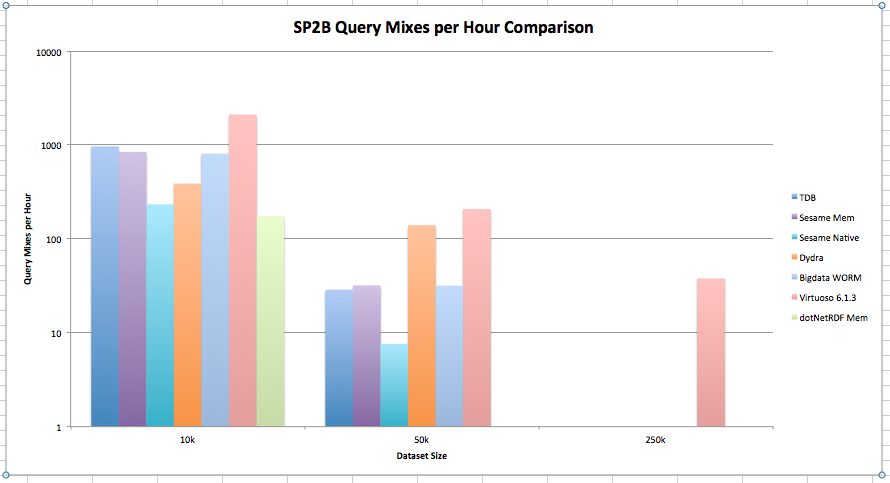 SP2B Query Mixes per Hour Comparison
10000
1000
100
10
1
Query Mixes per Hour
10k
50k
250k
Dataset Size
TDB
Sesame Mem
Sesame Native
Dydra
Bigdata WORM
Virtuoso 6.1.3
dotNetRDF Mem